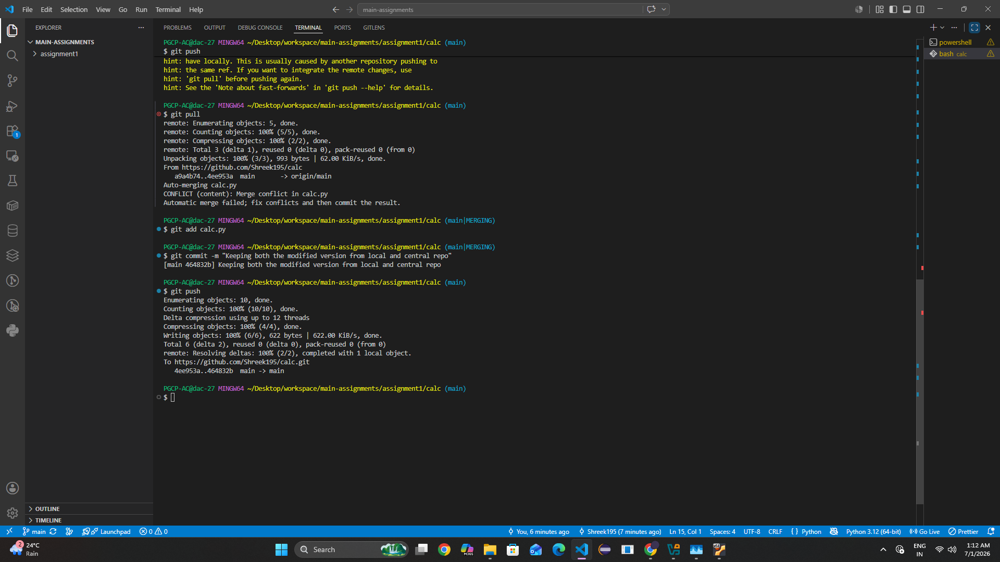 File Edit Selection View Go Run Terminal Help
main-assignments
EXPLORER
MAIN-ASSIGNMENTS
assignment1
PROBLEMS OUTPUT DEBUG CONSOLE TERMINAL PORTS GITLENS
powershell
bash calc
PGCP-AC@dac-27 MINGW64 ~/Desktop/workspace/main-assignments/assignment1/calc (main)
$ git push
hint: have locally. This is usually caused by another repository pushing to
hint: the same ref. If you want to integrate the remote changes, use
hint: 'git pull' before pushing again.
hint: See the 'Note about fast-forwards' in 'git push --help' for details.
PGCP-AC@dac-27 MINGW64 ~/Desktop/workspace/main-assignments/assignment1/calc (main)
$ git pull
remote: Enumerating objects: 5, done.
remote: Counting objects: 100% (5/5), done.
remote: Compressing objects: 100% (2/2), done.
remote: Total 3 (delta 1), reused 0 (delta 0), pack-reused 0 (from 0)
Unpacking objects: 100% (3/3), 993 bytes | 62.00 KiB/s, done.
From https://github.com/Shreek195/calc
a9a4b74..4ee953a main -> origin/main
Auto-merging calc.py
CONFLICT (content): Merge conflict in calc.py
Automatic merge failed; fix conflicts and then commit the result.
PGCP-AC@dac-27 MINGW64 ~/Desktop/workspace/main-assignments/assignment1/calc (main|MERGING)
$ git add calc.py
PGCP-AC@dac-27 MINGW64 ~/Desktop/workspace/main-assignments/assignment1/calc (main|MERGING)
$ git commit -m "Keeping both the modified version from local and central repo"
[main 464832b] Keeping both the modified version from local and central repo
PGCP-AC@dac-27 MINGW64 ~/Desktop/workspace/main-assignments/assignment1/calc (main)
$ git push
Enumerating objects: 10, done.
Counting objects: 100% (10/10), done.
Delta compression using up to 12 threads
Compressing objects: 100% (4/4), done.
Writing objects: 100% (6/6), 622 bytes | 622.00 KiB/s, done.
Total 6 (delta 2), reused 0 (delta 0), pack-reused 0 (from 0)
remote: Resolving deltas: 100% (2/2), completed with 1 local object.
To https://github.com/Shreek195/calc.git
4ee953a..464832b main -> main
PGCP-AC@dac-27 MINGW64 ~/Desktop/workspace/main-assignments/assignment1/calc (main)
$
1
OUTLINE
TIMELINE
main Launchpad 0 0 You, 6 minutes ago Shreek195 (7 minutes ago) Ln 15, Col 1 Spaces: 4 UTF-8 CRLF {} Python Python 3.12 (64-bit) Go Live Prettier
2
24°C
Rain
Search
M365
ENG
IN
1:12 AM
7/1/2026